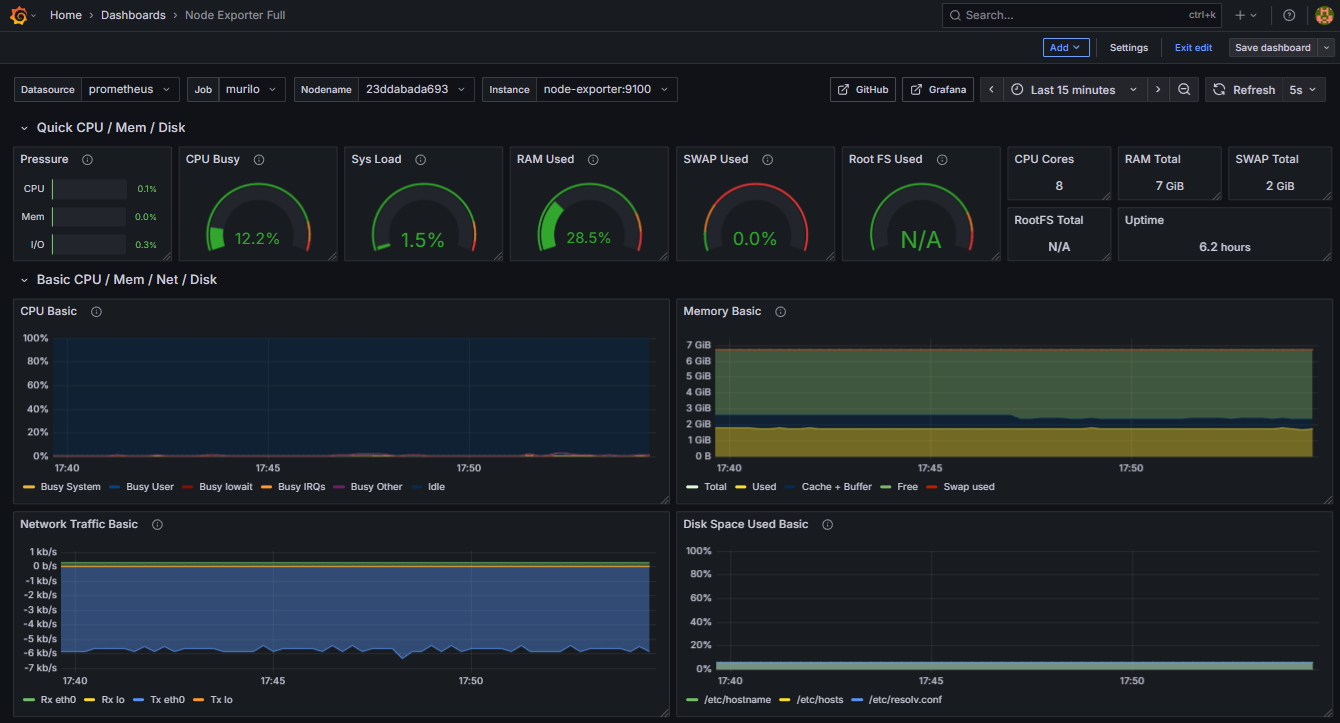 Home › Dashboards › Node Exporter Full
Search... ctrl+k
Add Settings Exit edit Save dashboard
Datasource prometheus Job murilo Nodename 23ddabada693 Instance node-exporter:9100 GitHub Grafana Last 15 minutes Refresh 5s
Quick CPU / Mem / Disk
Pressure
CPU 0.1%
Mem 0.0%
I/O 0.3%
CPU Busy
12.2%
Sys Load
1.5%
RAM Used
28.5%
SWAP Used
0.0%
Root FS Used
N/A
CPU Cores
8
RAM Total
7 GiB
SWAP Total
2 GiB
RootFS Total
N/A
Uptime
6.2 hours
Basic CPU / Mem / Net / Disk
CPU Basic
100%
80%
60%
40%
20%
0%
17:40 17:45 17:50
Busy System Busy User Busy Iowait Busy IRQs Busy Other Idle
Memory Basic
7 GiB
6 GiB
5 GiB
4 GiB
3 GiB
2 GiB
1 GiB
0 B
17:40 17:45 17:50
Total Used Cache + Buffer Free Swap used
Network Traffic Basic
1 kb/s
0 b/s
-1 kb/s
-2 kb/s
-3 kb/s
-4 kb/s
-5 kb/s
-6 kb/s
-7 kb/s
17:40 17:45 17:50
Rx eth0 Rx lo Tx eth0 Tx lo
Disk Space Used Basic
100%
80%
60%
40%
20%
0%
17:40 17:45 17:50
/etc/hostname /etc/hosts /etc/resolv.conf